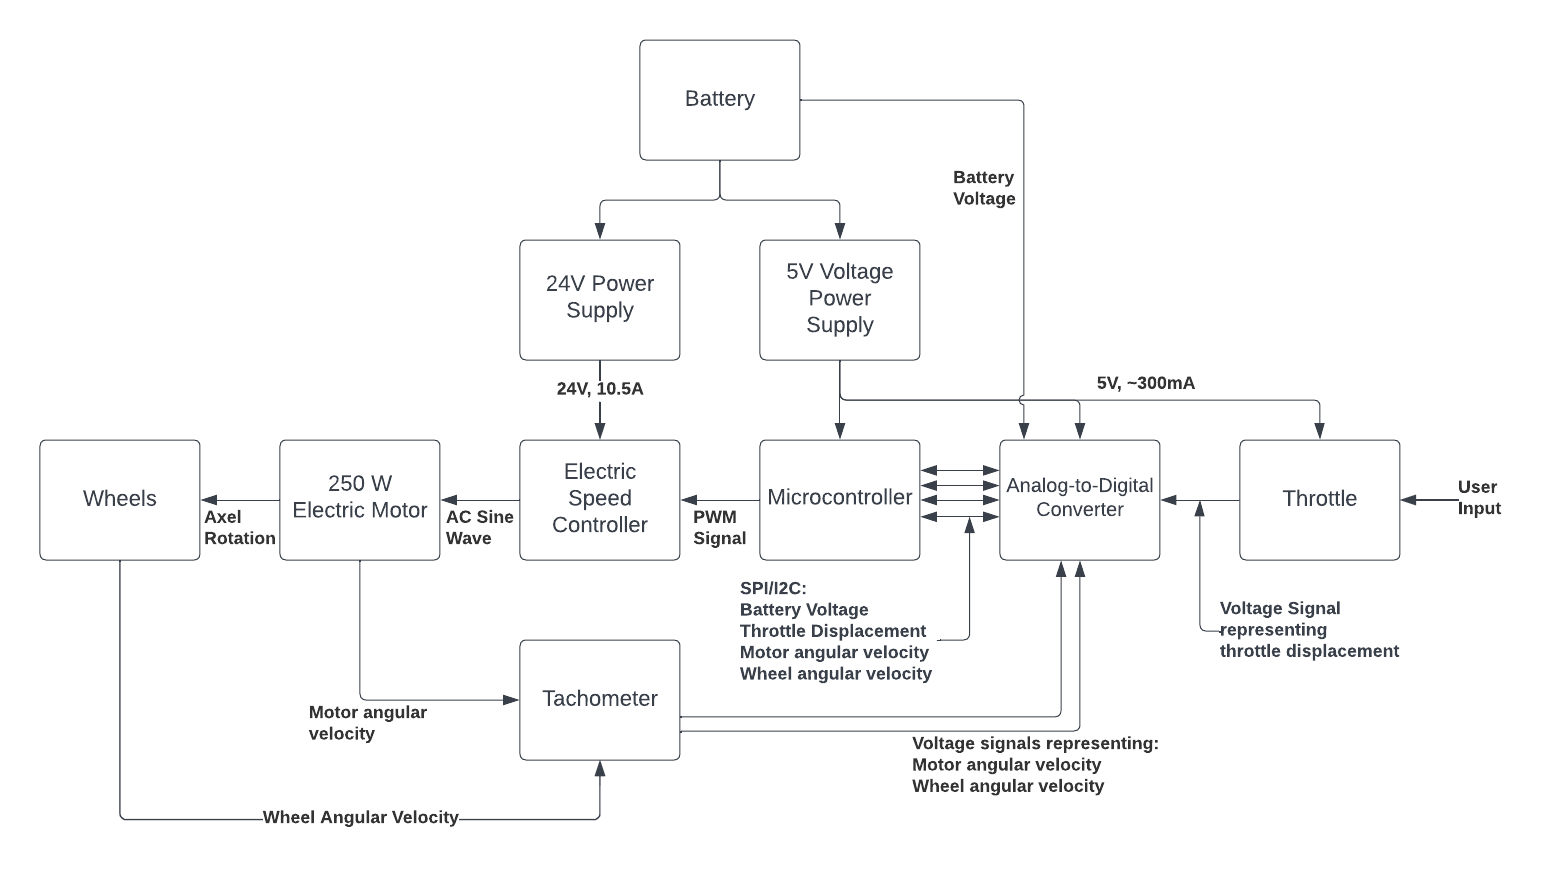 Battery
Battery
Voltage
24V Power
Supply
5V Voltage
Power
Supply
24V, 10.5A
5V, ~300mA
Wheels
250 W
Electric Motor
Electric
Speed
Controller
Microcontroller
Analog-to-Digital
Converter
Throttle
User
Input
Axel
Rotation
AC Sine
Wave
PWM
Signal
SPI/I2C:
Battery Voltage
Throttle Displacement
Motor angular velocity
Wheel angular velocity
Voltage Signal
representing
throttle displacement
Tachometer
Motor angular
velocity
Voltage signals representing:
Motor angular velocity
Wheel angular velocity
Wheel Angular Velocity